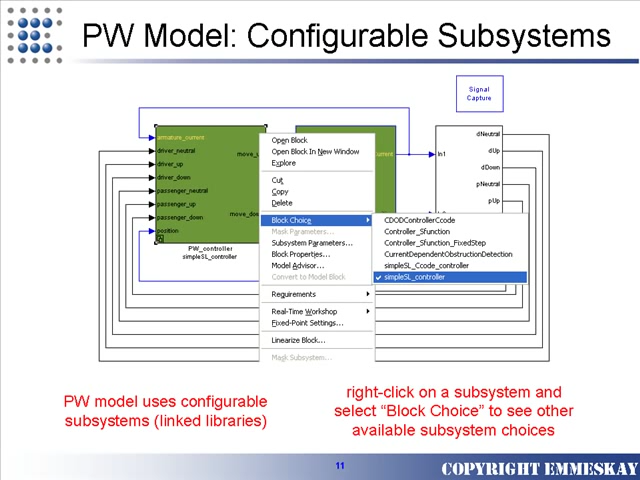 PW Model: Configurable Subsystems
Signal
Capture
armature_current
driver_neutral
driver_up
driver_down
passenger_neutral
passenger_up
passenger_down
position
move_u
move_dow
PW_controller
simpleSL_controller
current
In1
dNeutral
dUp
dDown
pNeutral
pUp
Open Block
Open Block In New Window
Explore
Cut
Copy
Delete
Block Choice
Mask Parameters...
Subsystem Parameters...
Block Properties...
Model Advisor...
Convert to Model Block
Requirements
Real-Time Workshop
Fixed-Point Settings...
Linearize Block...
Mask Subsystem...
CDODControllerCcode
Controller_Sfunction
Controller_Sfunction_FixedStep
CurrentDependentObstructionDetection
simpleSL_Ccode_controller
simpleSL_controller
PW model uses configurable
subsystems (linked libraries)
right-click on a subsystem and
select “Block Choice” to see other
available subsystem choices
11
COPYRIGHT EMMESKAY